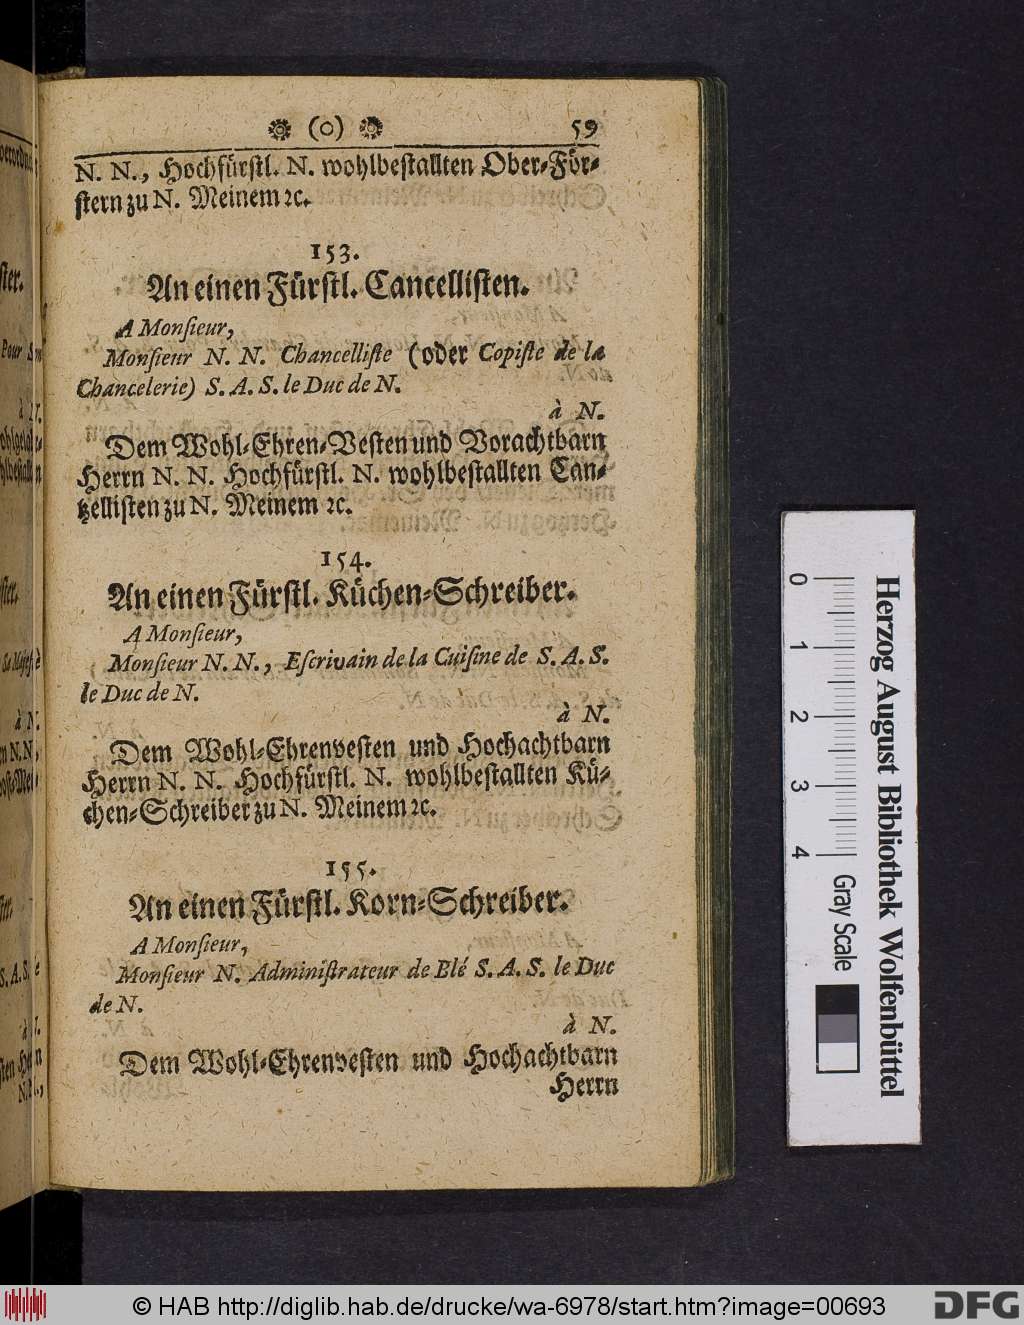 (o) 59
N. N., Hochfürstl. N. wohlbestallten Ober-För-
stern zu N. Meinem ꝛc.
153.
An einen Fürstl. Cancellisten.
A Monsieur,
Monsieur N. N. Chancelliste (oder Copiste de la
Chancelerie) S. A. S. le Duc de N.
à N.
Dem Wohl-Ehren-Vesten und Vorachtbarn
Herrn N. N. Hochfürstl. N. wohlbestallten Can-
tzellisten zu N. Meinem ꝛc.
154.
An einen Fürstl. Küchen-Schreiber.
A Monsieur,
Monsieur N. N., Escrivain de la Cuisine de S. A. S.
le Duc de N.
à N.
Dem Wohl-Ehrenvesten und Hochachtbarn
Herrn N. N. Hochfürstl. N. wohlbestallten Kü-
chen-Schreiber zu N. Meinem ꝛc.
155.
An einen Fürstl. Korn-Schreiber.
A Monsieur,
Monsieur N. Administrateur de Blé S. A. S. le Duc
de N.
à N.
Dem Wohl-Ehrenvesten und Hochachtbarn
Herrn
0 1 2 3 4
Gray Scale
Herzog August Bibliothek Wolfenbüttel
© HAB http://diglib.hab.de/drucke/wa-6978/start.htm?image=00693
DFG